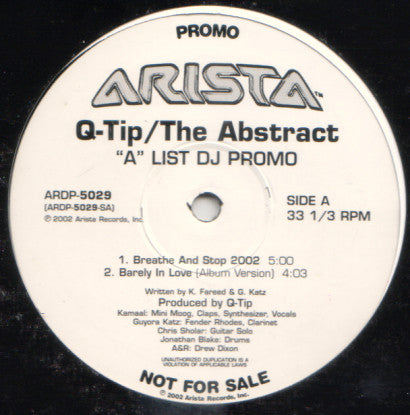 PROMO
ARISTA™
Q-Tip/The Abstract
"A" LIST DJ PROMO
ARDP-5029
(ARDP-5029-SA)
℗ 2002 Arista Records, Inc.
SIDE A
33 1/3 RPM
1. Breathe And Stop 2002 5:00
2. Barely In Love (Album Version) 4:03
Written by K. Fareed & G. Katz
Produced by Q-Tip
Kamaal: Mini Moog, Claps, Synthesizer, Vocals
Guyora Katz: Fender Rhodes, Clarinet
Chris Sholar: Guitar Solo
Jonathan Blake: Drums
A&R: Drew Dixon
UNAUTHORIZED DUPLICATION IS A
VIOLATION OF APPLICABLE LAWS
NOT FOR SALE
℗ 2002 Arista Records, Inc.